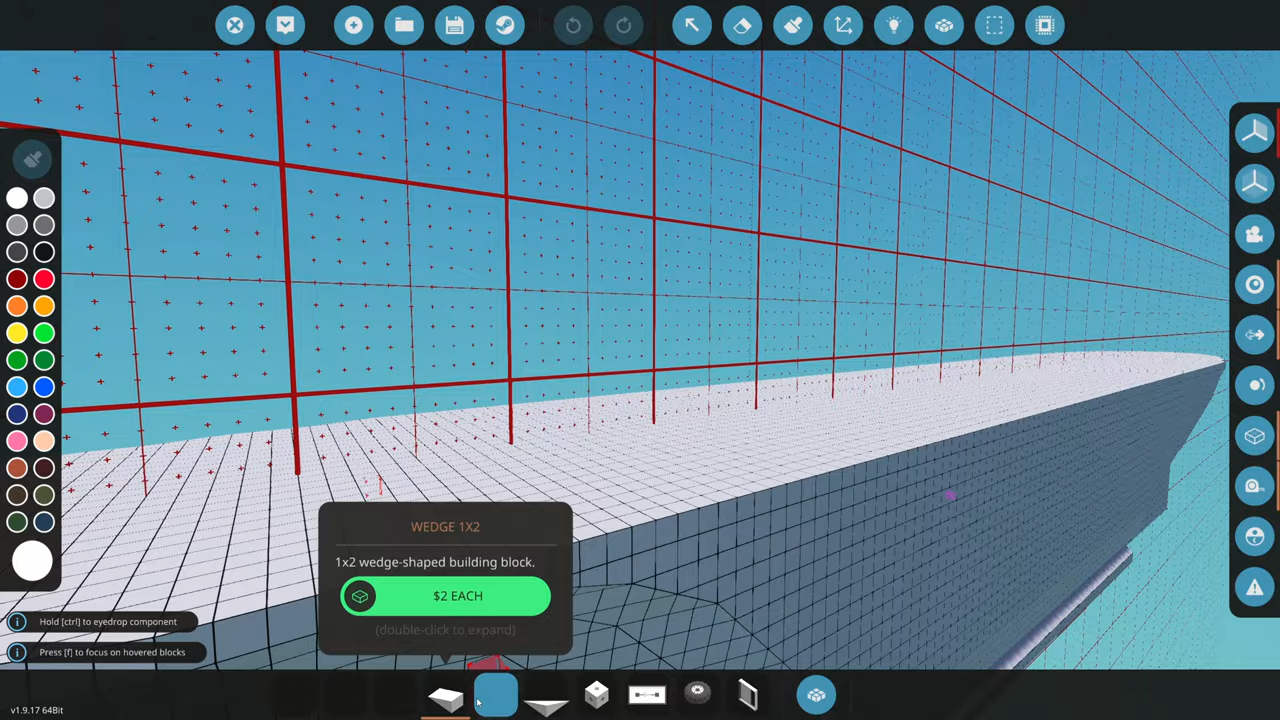 WEDGE 1X2
1x2 wedge-shaped building block.
$2 EACH
(double-click to expand)
Hold [ctrl] to eyedrop component
Press [f] to focus on hovered blocks
v1.9.17 64Bit